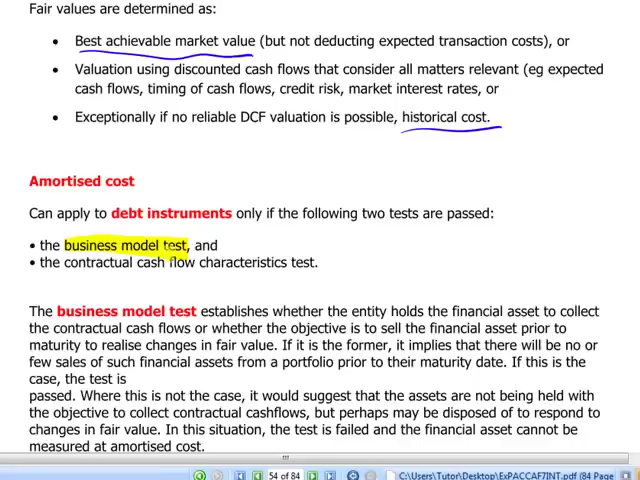 Fair values are determined as:
• Best achievable market value (but not deducting expected transaction costs), or
• Valuation using discounted cash flows that consider all matters relevant (eg expected
cash flows, timing of cash flows, credit risk, market interest rates, or
• Exceptionally if no reliable DCF valuation is possible, historical cost.
Amortised cost
Can apply to debt instruments only if the following two tests are passed:
• the business model test, and
• the contractual cash flow characteristics test.
The business model test establishes whether the entity holds the financial asset to collect
the contractual cash flows or whether the objective is to sell the financial asset prior to
maturity to realise changes in fair value. If it is the former, it implies that there will be no or
few sales of such financial assets from a portfolio prior to their maturity date. If this is the
case, the test is
passed. Where this is not the case, it would suggest that the assets are not being held with
the objective to collect contractual cashflows, but perhaps may be disposed of to respond to
changes in fair value. In this situation, the test is failed and the financial asset cannot be
measured at amortised cost.
54 of 84
C:\Users\Tutor\Desktop\ExPACCAF7INT.pdf (84 Page